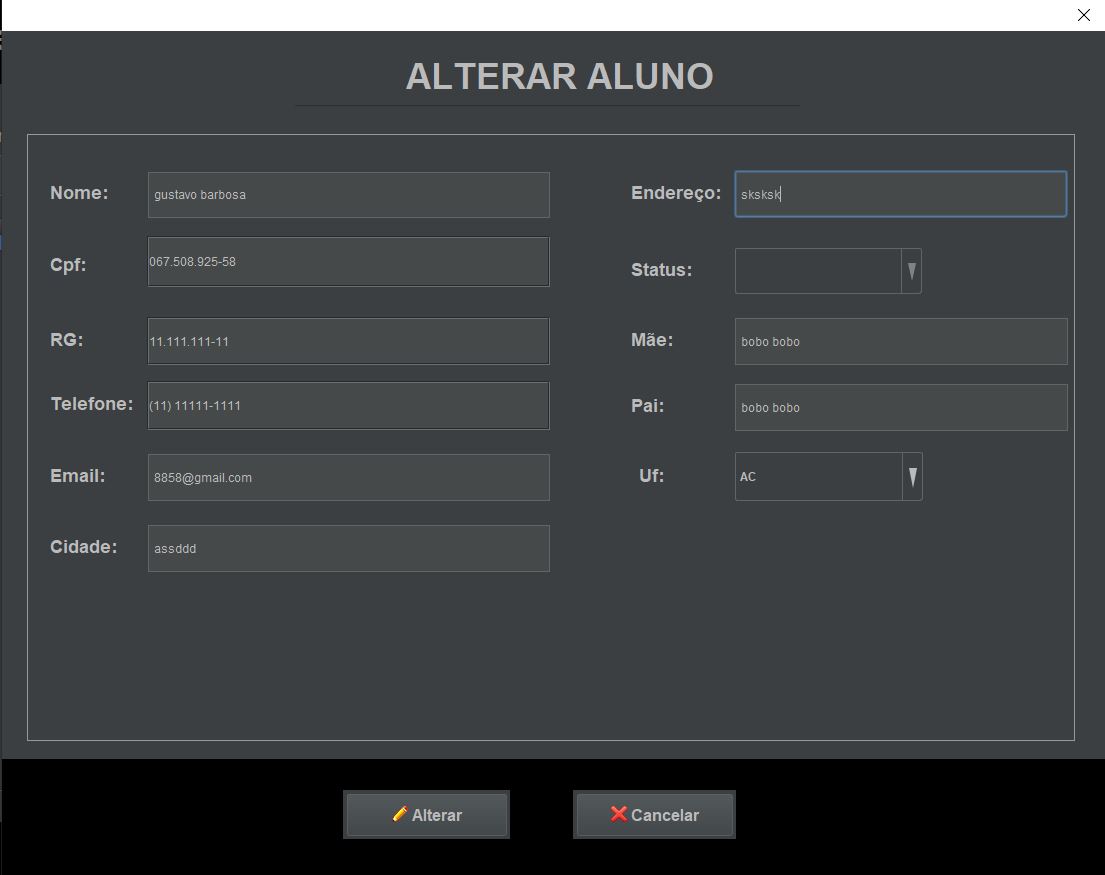 ALTERAR ALUNO
Nome: gustavo barbosa
Endereço: sksksk
Cpf: 067.508.925-58
Status:
RG: 11.111.111-11
Mãe: bobo bobo
Telefone: (11) 11111-1111
Pai: bobo bobo
Email: 8858@gmail.com
Uf: AC
Cidade: assddd
Alterar
Cancelar